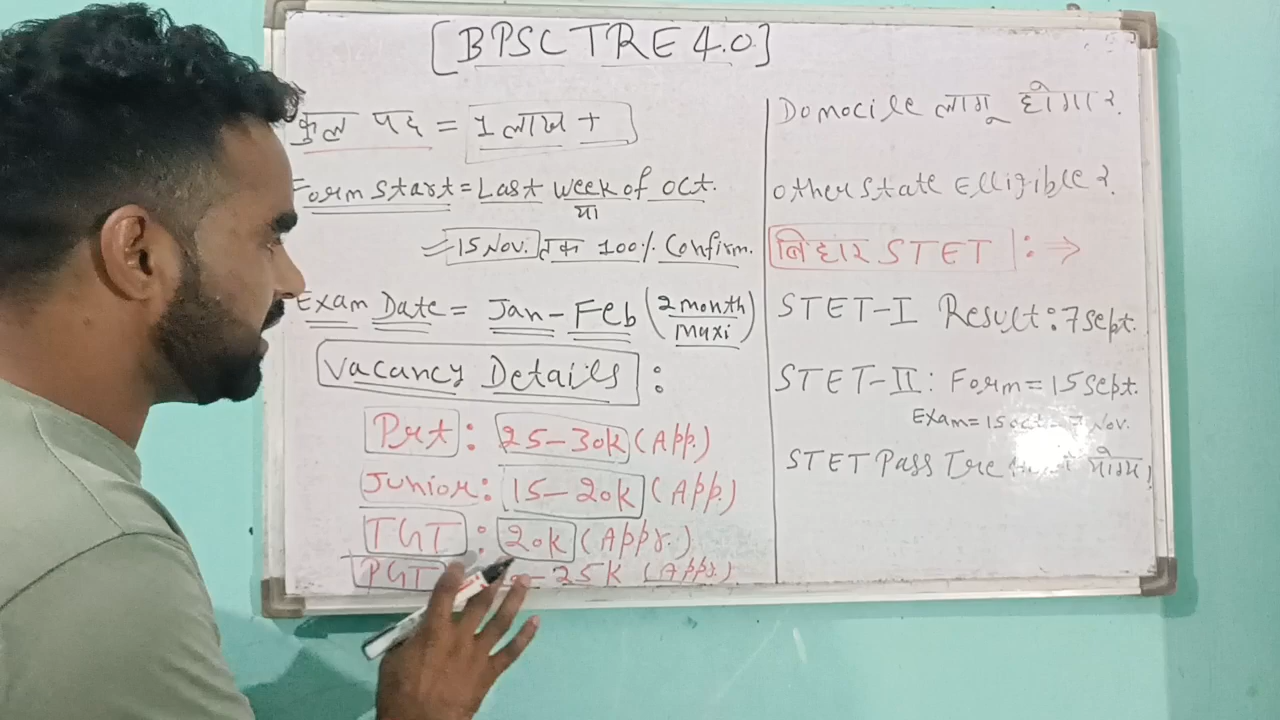 [BPSC TRE 4.0]
कुल पद = 1 लाख +
Form Start = Last week of oct.
या
15 Nov. तक 100% Confirm.
Exam Date = Jan - Feb (2 month
maxi)
Vacancy Details :
Prt : 25-30k (App.)
Junior : 15-20k (App.)
TGT : 20k (Appr.)
PGT 25k (Appr.)
Domocile लागू होगा ?
Other State Elligible ?
बिहार STET : ⇒
STET-I Result : 7 Sept.
STET-II : Form = 15 Sept.
Exam = 15 oct Nov.
STET Pass Tre योग्य ।